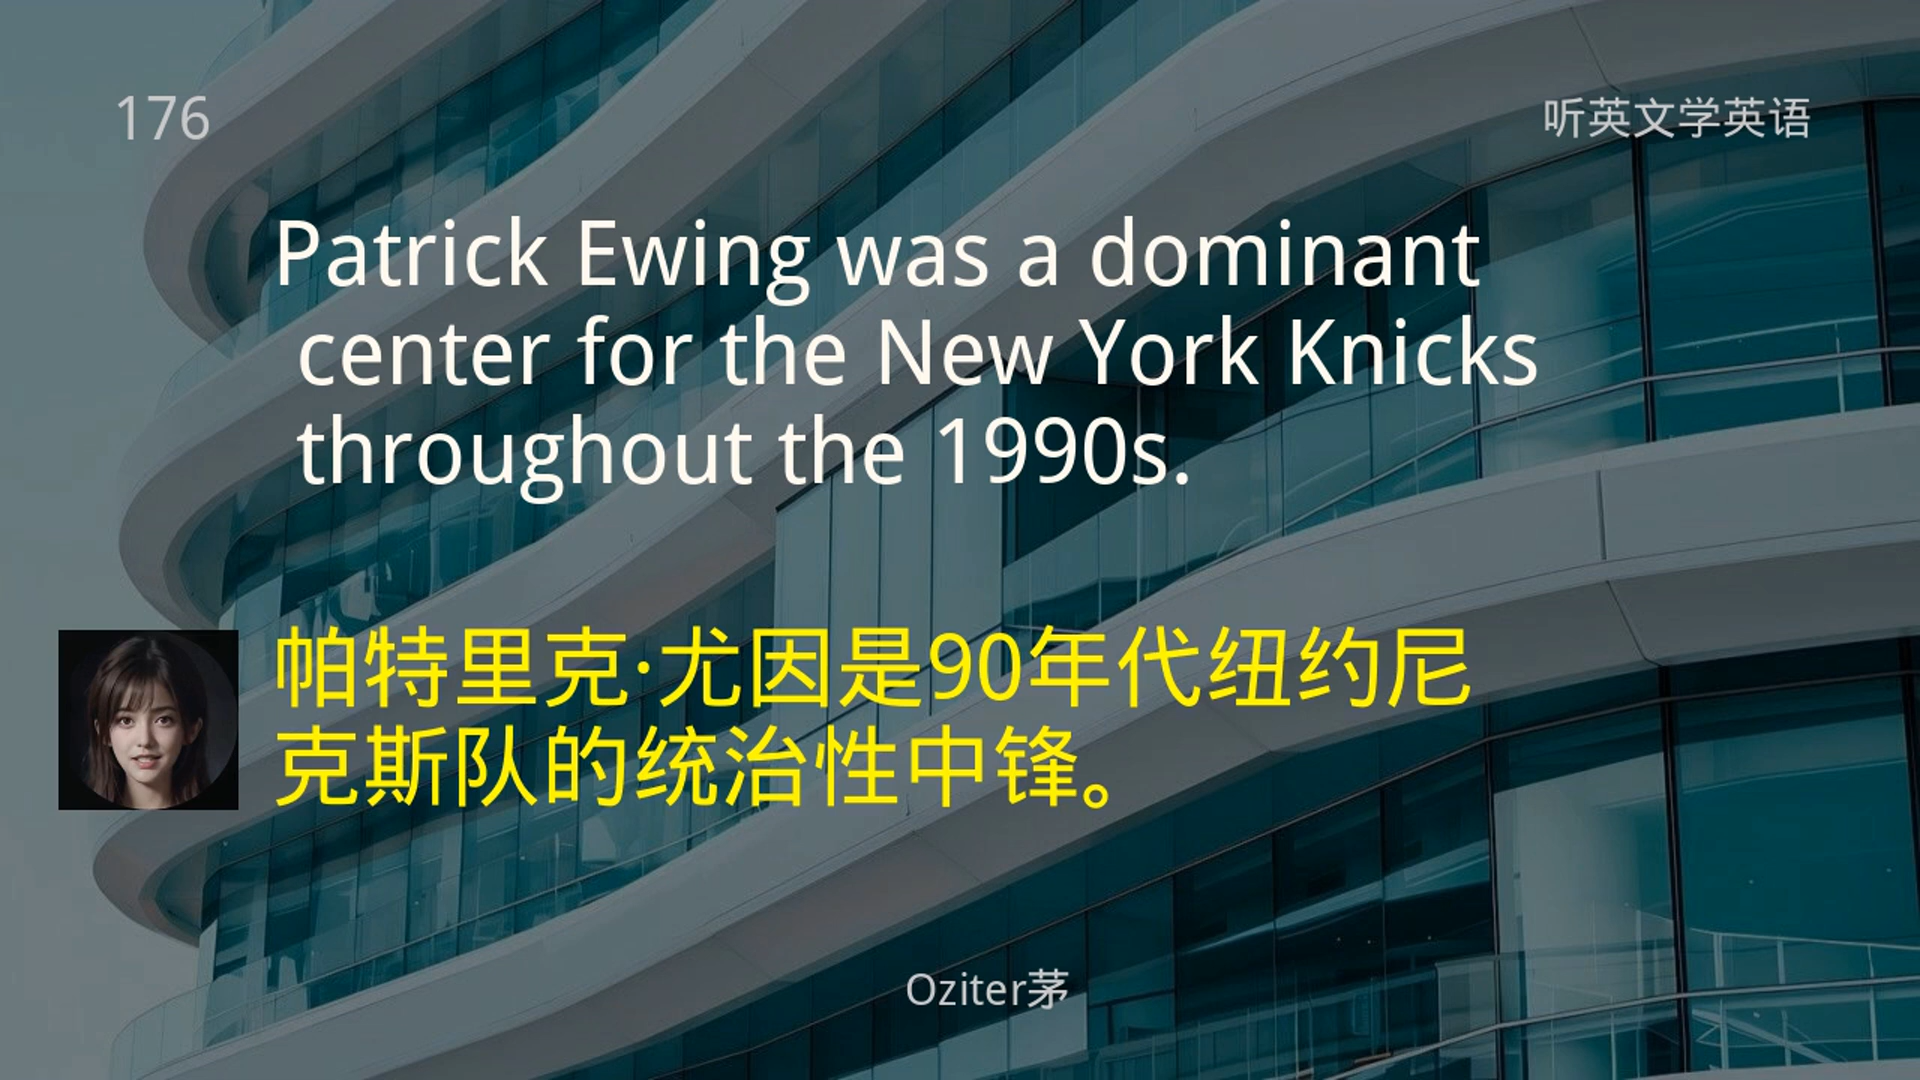 176
听英文学英语
Patrick Ewing was a dominant
center for the New York Knicks
throughout the 1990s.
帕特里克·尤因是90年代纽约尼
克斯队的统治性中锋。
Oziter茅